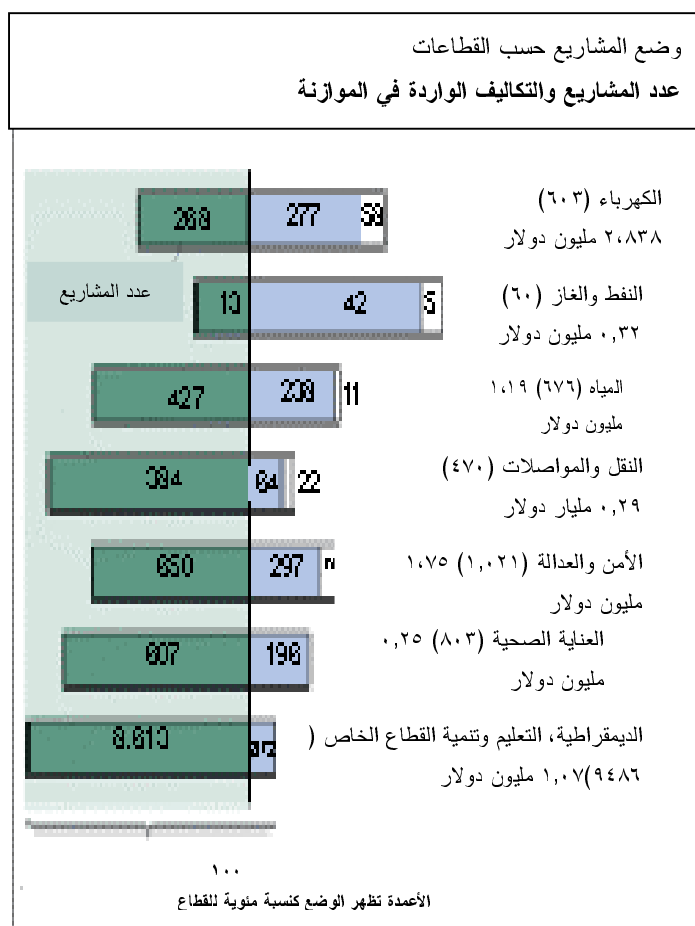 وضع المشاريع حسب القطاعات
عدد المشاريع والتكاليف الواردة في الموازنة
الكهرباء (٦٠٣)
٢،٨٣٨ مليون دولار
268 277 58
عدد المشاريع
النفط والغاز (٦٠)
٠,٣٢ مليون دولار
13 42 5
المياه (٦٧٦) ١،١٩
مليون دولار
427 238 11
النقل والمواصلات (٤٧٠)
٠,٢٩ مليار دولار
384 64 22
الأمن والعدالة (١,٠٢١) ١،٧٥
مليون دولار
650 297
العناية الصحية (٨٠٣) ٠,٢٥
مليون دولار
607 196
الديمقراطية، التعليم وتنمية القطاع الخاص (
٩٤٨٦)١,٠٧ مليون دولار
8.613
١٠٠
الأعمدة تظهر الوضع كنسبة مئوية للقطاع